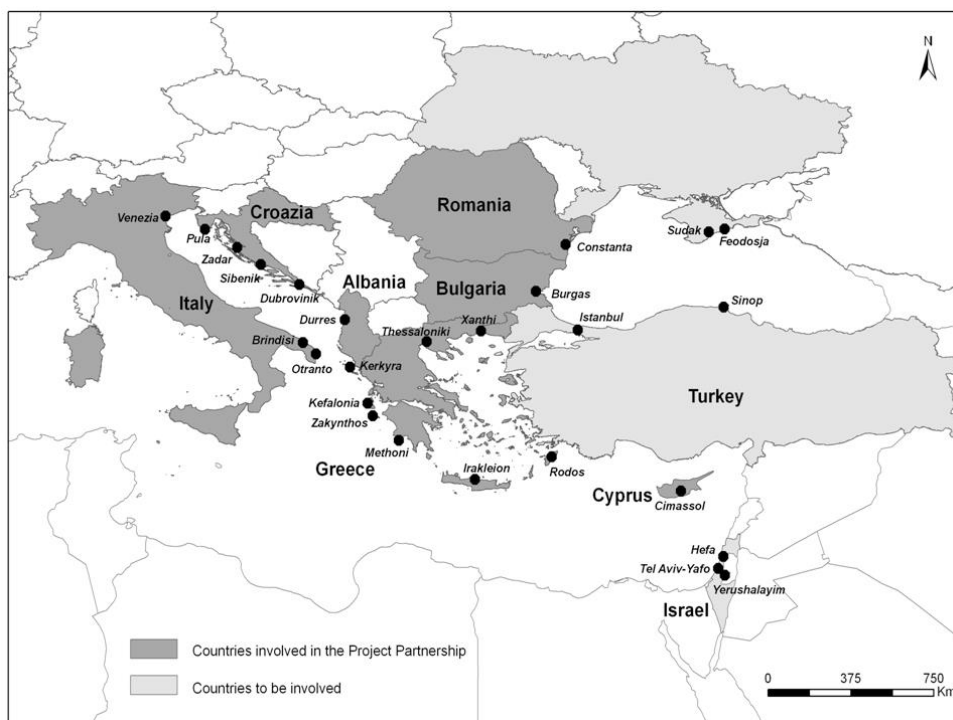 N
Venezia
Croazia
Romania
Pula
Sudak
Feodosja
Zadar
Constanta
Sibenik
Albania
Dubrovinik
Bulgaria
Burgas
Italy
Sinop
Durres
Xanthi
Istanbul
Thessaloniki
Brindisi
Otranto
Kerkyra
Turkey
Kefalonia
Zakynthos
Methoni
Greece
Irakleion
Rodos
Cyprus
Cimassol
Hefa
Tel Aviv-Yafo
Yerushalayim
Israel
Countries involved in the Project Partnership
Countries to be involved
0 375 750
Km